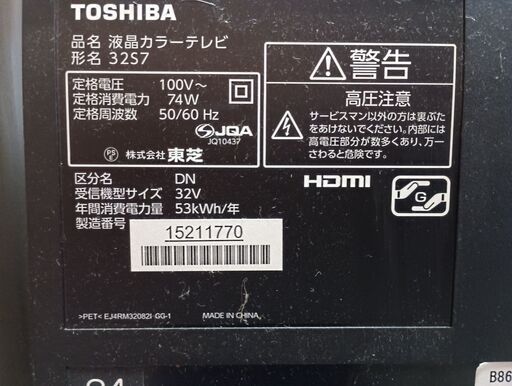 TOSHIBA
品名 液晶カラーテレビ
形名 32S7
定格電圧 100V～
定格消費電力 74W
定格周波数 50/60 Hz
JQA
JQ10437
PS E 株式会社 東芝
警告
高圧注意
サービスマン以外の方は裏ぶた
をあけないでください。内部には
高電圧部分が数多くあり、万一
さわると危険です。
区分名 DN
受信機型サイズ 32V
年間消費電力量 53kWh/年
製造番号
15211770
HDMI
G
>PET< EJ4RM32082I GG-1
MADE IN CHINA
B86